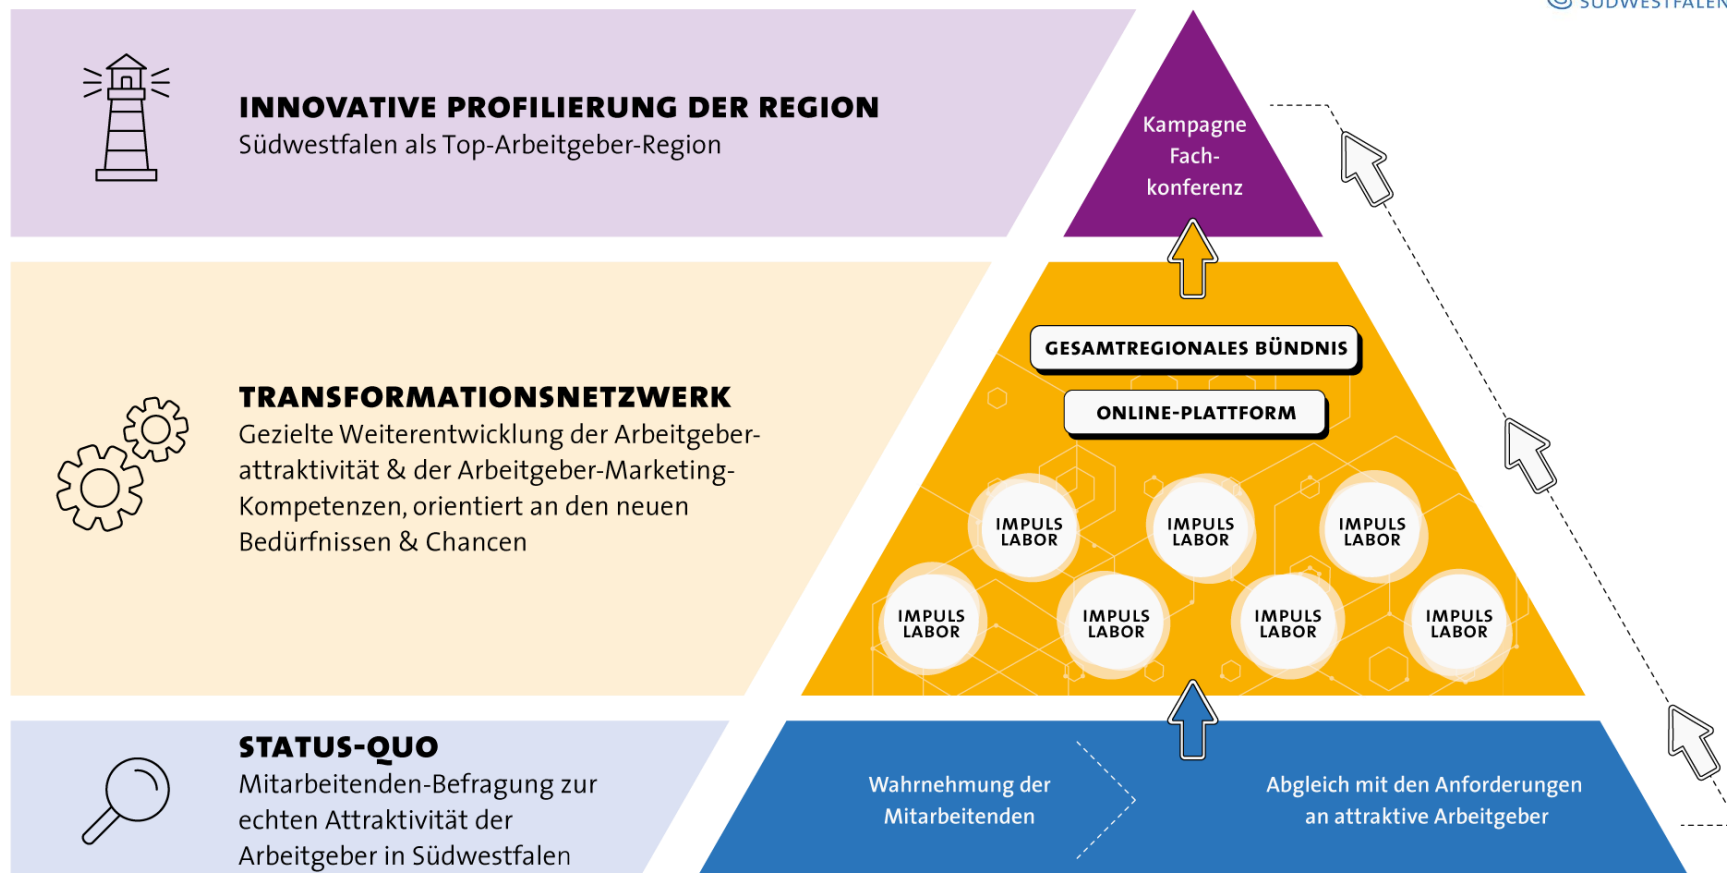 SÜDWESTFALEN
INNOVATIVE PROFILIERUNG DER REGION
Südwestfalen als Top-Arbeitgeber-Region
Kampagne
Fach-
konferenz
TRANSFORMATIONSNETZWERK
Gezielte Weiterentwicklung der Arbeitgeber-
attraktivität & der Arbeitgeber-Marketing-
Kompetenzen, orientiert an den neuen
Bedürfnissen & Chancen
GESAMTREGIONALES BÜNDNIS
ONLINE-PLATTFORM
IMPULS
LABOR
IMPULS
LABOR
IMPULS
LABOR
IMPULS
LABOR
IMPULS
LABOR
IMPULS
LABOR
IMPULS
LABOR
STATUS-QUO
Mitarbeitenden-Befragung zur
echten Attraktivität der
Arbeitgeber in Südwestfalen
Wahrnehmung der
Mitarbeitenden
Abgleich mit den Anforderungen
an attraktive Arbeitgeber